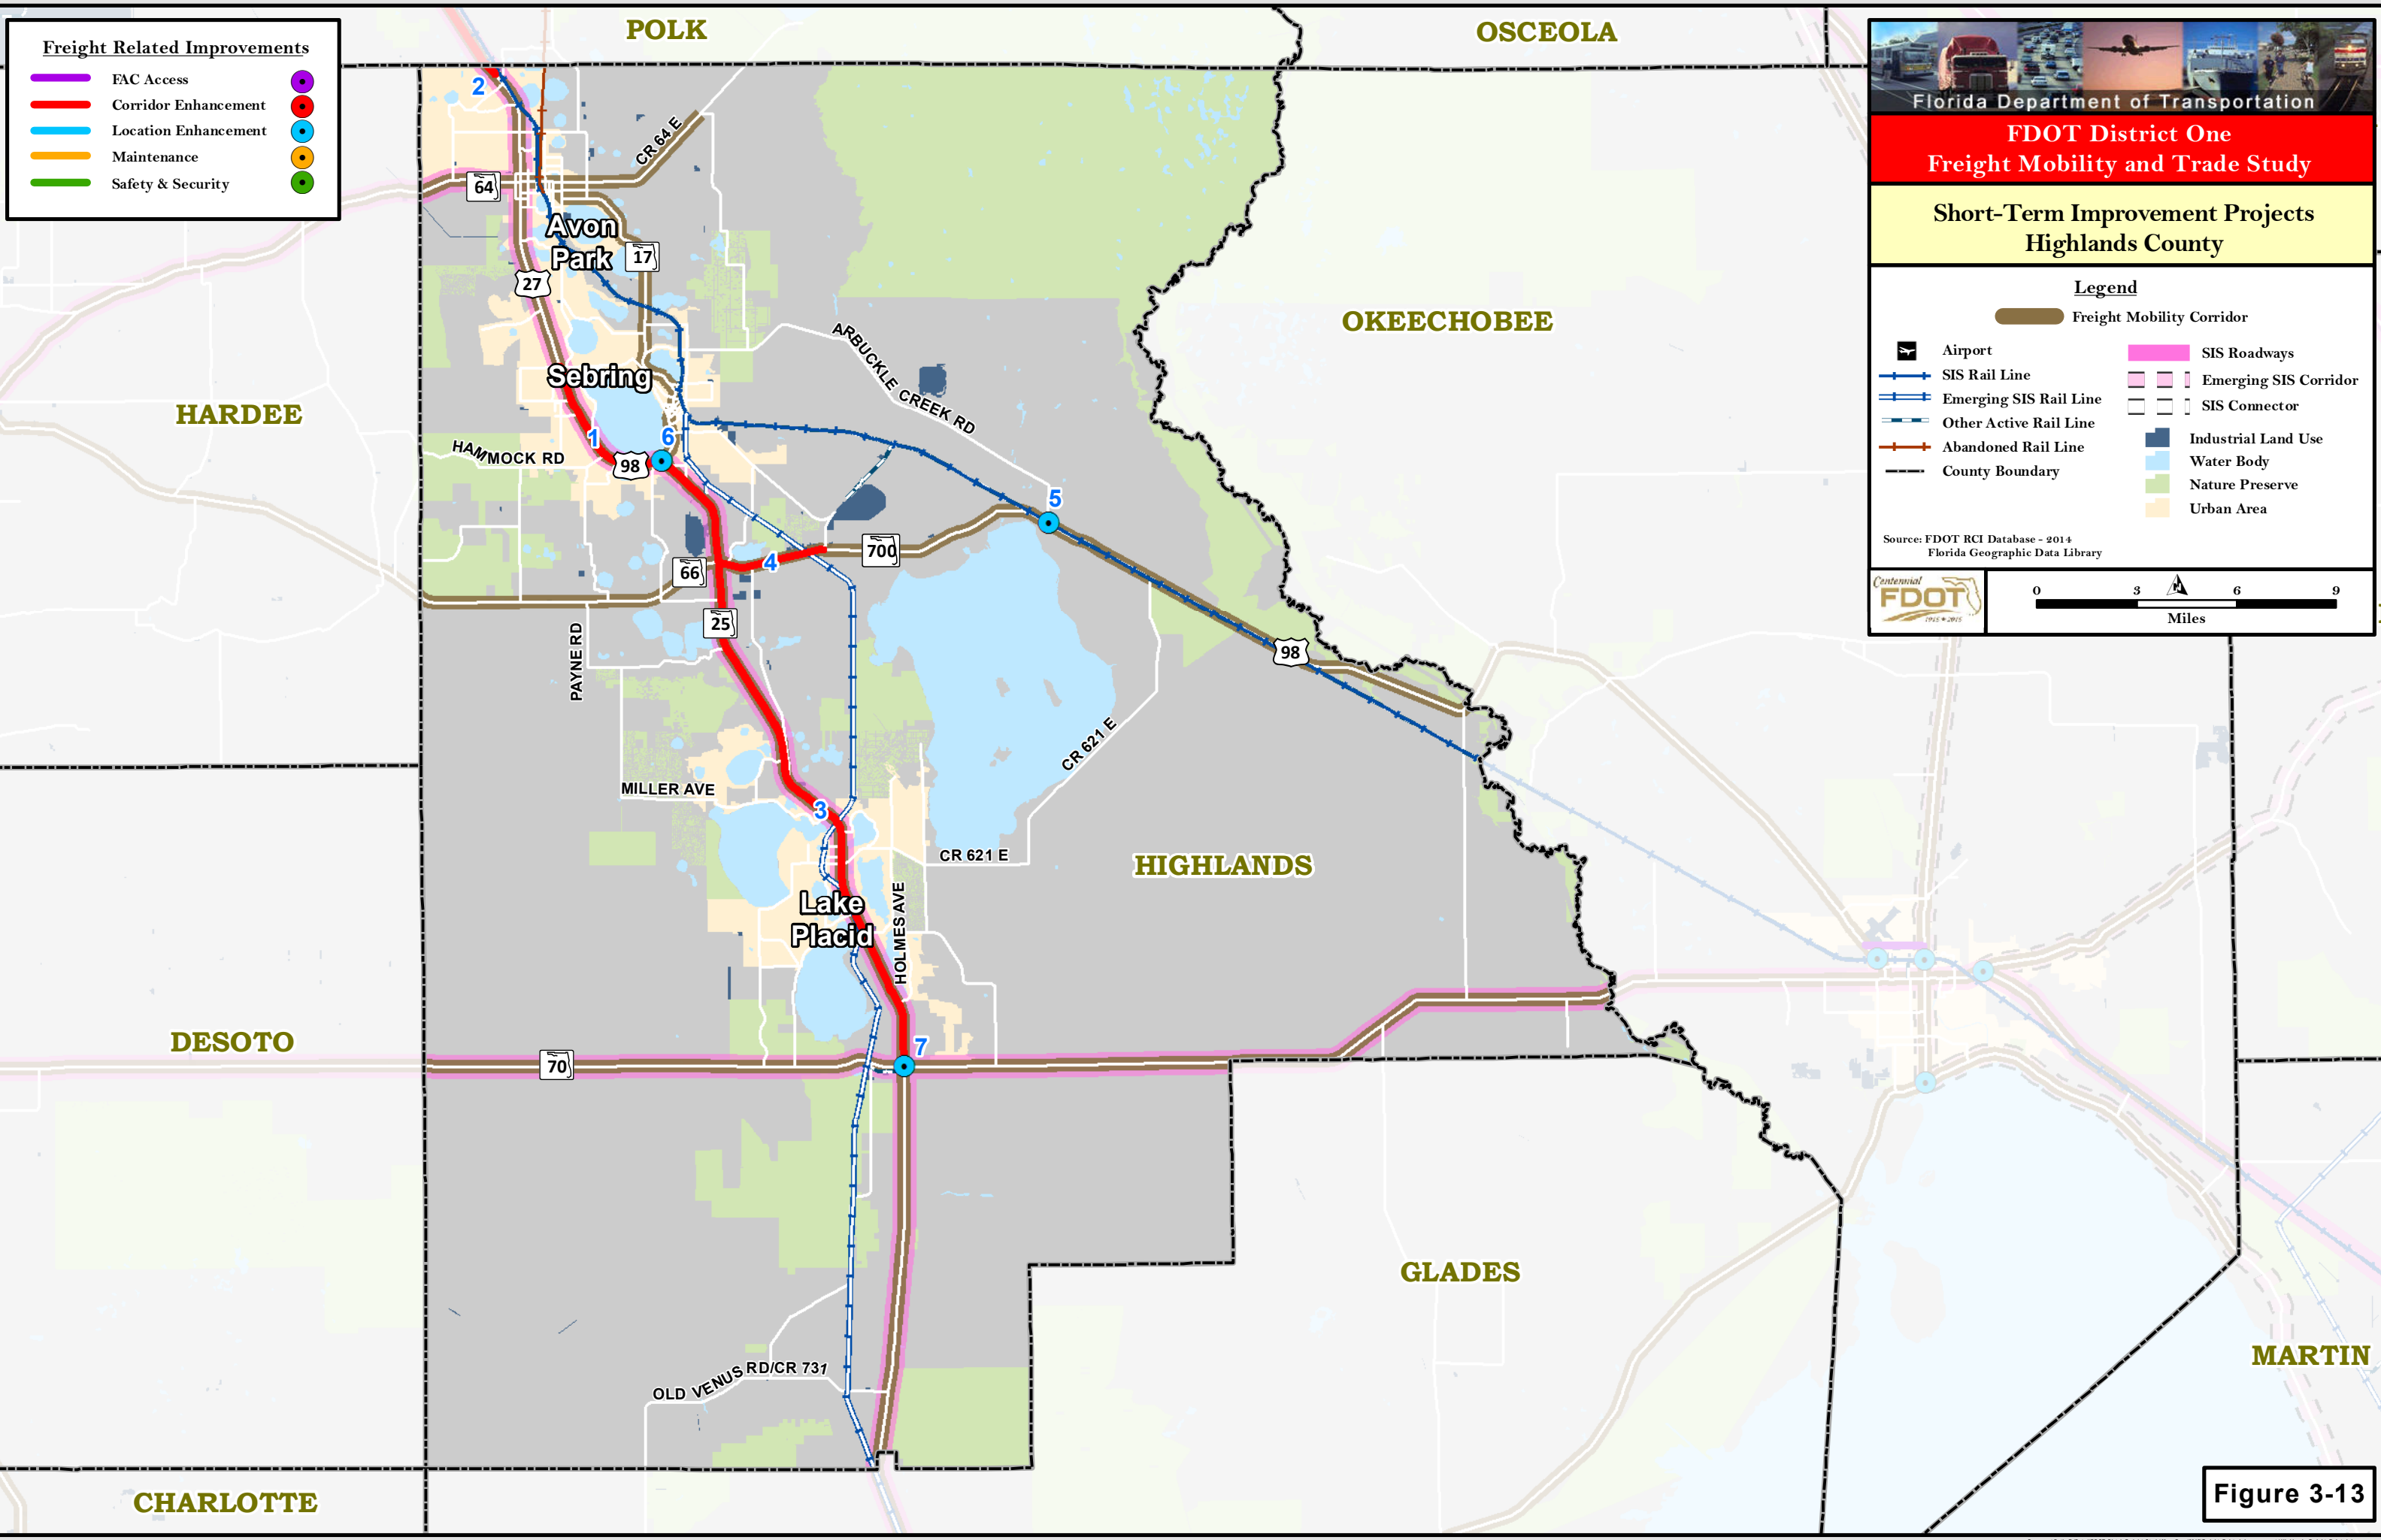 Freight Related Improvements
FAC Access
Corridor Enhancement
Location Enhancement
Maintenance
Safety & Security
POLK
OSCEOLA
Florida Department of Transportation
FDOT District One
Freight Mobility and Trade Study
Short-Term Improvement Projects
Highlands County
Legend
Freight Mobility Corridor
Airport
SIS Rail Line
Emerging SIS Rail Line
Other Active Rail Line
Abandoned Rail Line
County Boundary
SIS Roadways
Emerging SIS Corridor
SIS Connector
Industrial Land Use
Water Body
Nature Preserve
Urban Area
Source: FDOT RCI Database - 2014
Florida Geographic Data Library
Centennial
FDOT
1915 ★ 2015
0 3 6 9
Miles
2
CR 64 E
64
Avon
Park
17
27
OKEECHOBEE
ARBUCKLE CREEK RD
Sebring
HARDEE
1
6
HAMMOCK RD
98
5
700
4
66
25
PAYNE RD
98
CR 621 E
MILLER AVE
3
CR 621 E
HIGHLANDS
Lake
Placid
HOLMES AVE
DESOTO
7
70
GLADES
OLD VENUS RD/CR 731
MARTIN
CHARLOTTE
Figure 3-13